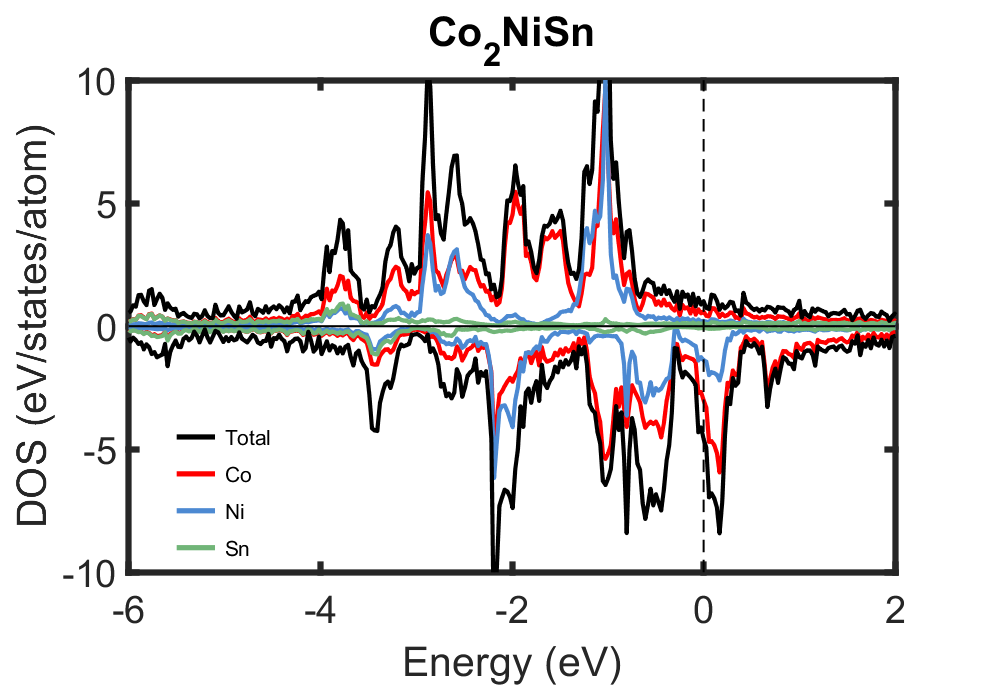 Co₂NiSn
10
5
0
-5
-10
DOS (eV/states/atom)
Total
Co
Ni
Sn
-6 -4 -2 0 2
Energy (eV)